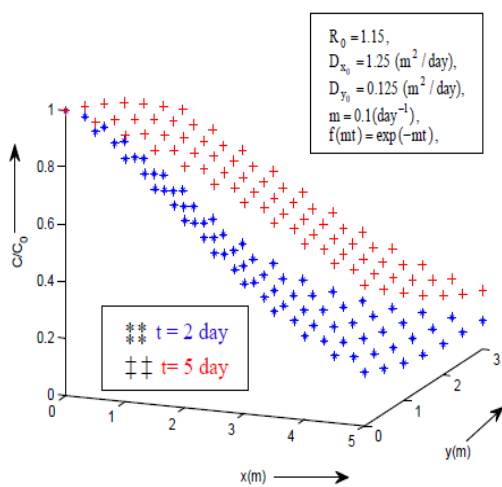 R₀ = 1.15,
Dₓ₀ = 1.25 (m²/day),
D_y₀ = 0.125 (m²/day),
m = 0.1(day⁻¹)
f(mt) = exp(−mt),
1
0.8
0.6
0.4
0.2
0
C/C₀
t = 2 day
t= 5 day
0
1
2
3
4
5
x(m)
0
1
2
3
y(m)